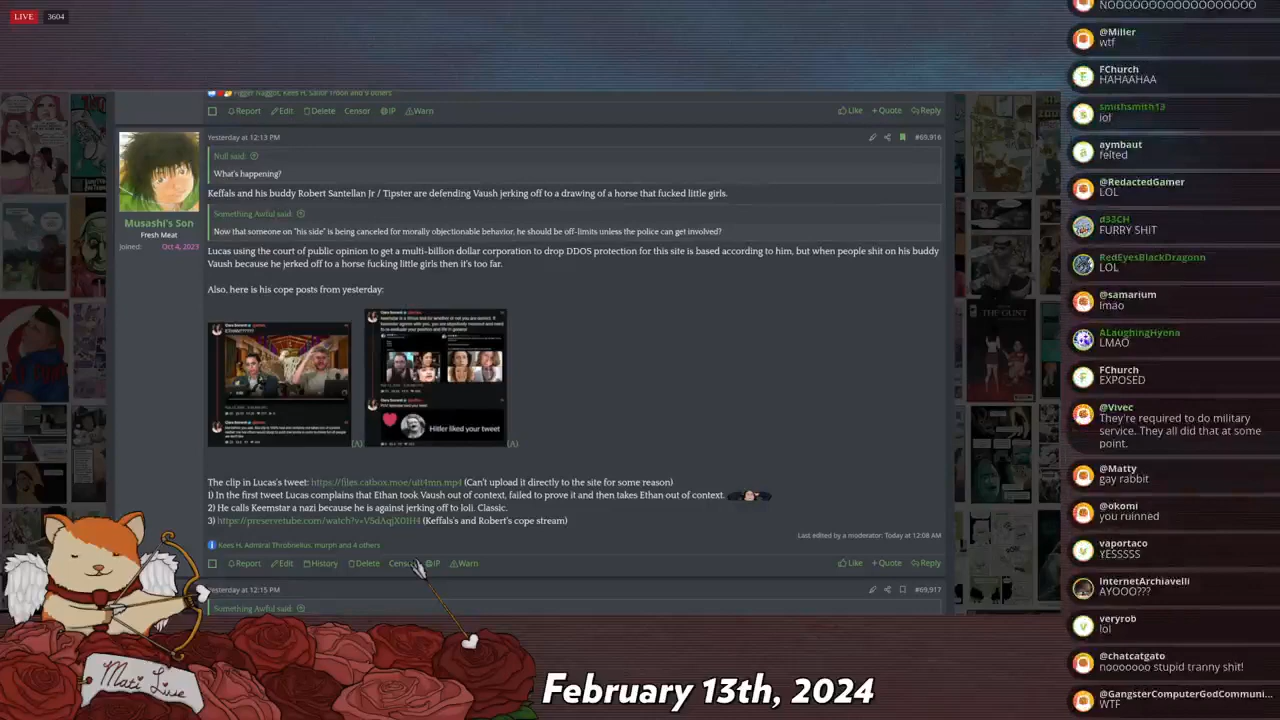 LIVE 3604
Figger Naggot, Kees H, Sailor Troon and 9 others
Report Edit Delete Censor IP Warn
Like + Quote Reply
Yesterday at 12:13 PM
#69,916
Null said:
What's happening?
Keffals and his buddy Robert Santellan Jr / Tipster are defending Vaush jerking off to a drawing of a horse that fucked little girls.
Something Awful said:
Now that someone on "his side" is being canceled for morally objectionable behavior, he should be off-limits unless the police can get involved?
Musashi's Son
Fresh Meat
Joined: Oct 4, 2023
Lucas using the court of public opinion to get a multi-billion dollar corporation to drop DDOS protection for this site is based according to him, but when people shit on his buddy
Vaush because he jerked off to a horse fucking little girls then it's too far.
Also, here is his cope posts from yesterday:
Hitler liked your tweet
(A)
(A)
The clip in Lucas's tweet: https://files.catbox.moe/utt4mn.mp4 (Can't upload it directly to the site for some reason)
1) In the first tweet Lucas complains that Ethan took Vaush out of context, failed to prove it and then takes Ethan out of context.
2) He calls Keemstar a nazi because he is against jerking off to loli. Classic.
3) https://preservetube.com/watch?v=V5dAqjX01H4 (Keffals's and Robert's cope stream)
Last edited by a moderator: Today at 12:08 AM
Kees H, Admiral Throbnelius, murph and 4 others
Report Edit History Delete Censor IP Warn
Like + Quote Reply
Yesterday at 12:15 PM
#69,917
Something Awful said:
Mati Live
February 13th, 2024
THE GUNT
NOOOOOOOOOOOOOOOOOO
@Miller
wtf
FChurch
HAHAAHAA
smithsmith13
lol
aymbaut
felted
@RedactedGamer
LOL
d33CH
FURRY SHIT
RedEyesBlackDragonn
LOL
@samarium
lmao
ALaughingHyena
LMAO
FChurch
EXPOSED
@Vivec
They're required to do military
service. They all did that at some
point.
@Matty
gay rabbit
@okomi
you ruinned
vaportaco
YESSSSS
InternetArchiavelli
AYOOO???
veryrob
lol
@chatcatgato
nooooooo stupid tranny shit!
@GangsterComputerGodCommuni...
WTF